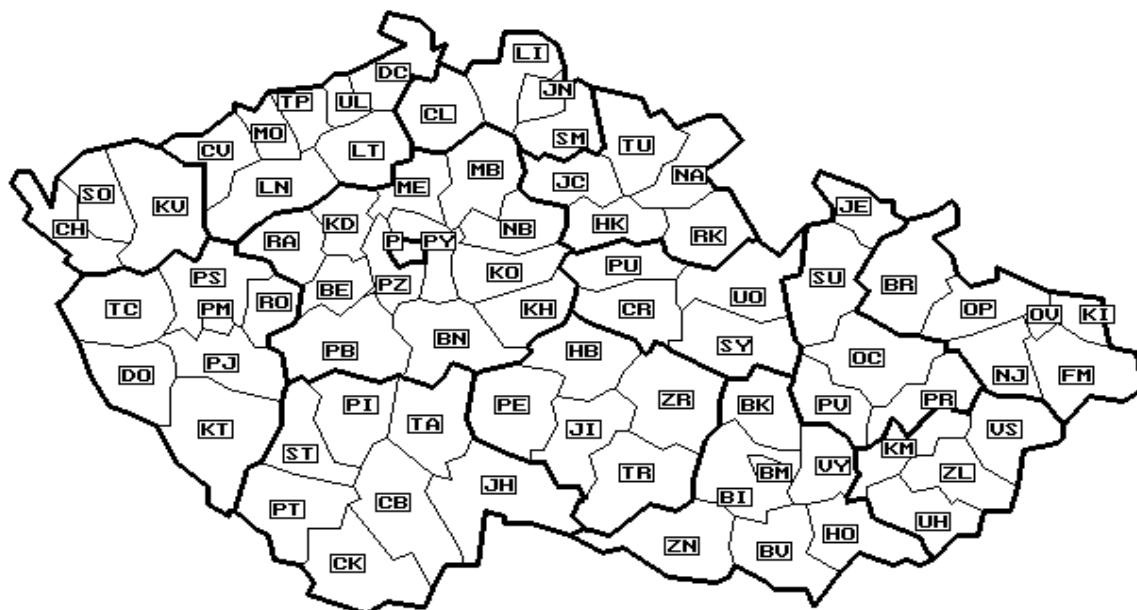 LI
DC
JN
TP UL
CL
MO
SM
CV LT TU
MB
NA
LN ME JC
SO KV
KD NB HK
CH RA P PY RK JE
PS KO PU SU BR
BE PZ
TC PM RO KH CR UO OP OV KI
PB BN SY
DO PJ HB OC NJ FM
PI PE ZR BK PV PR
KT TA JI VS
ST KM
TR BM VY ZL
JH BI
PT CB
ZN BV HO UH
CK